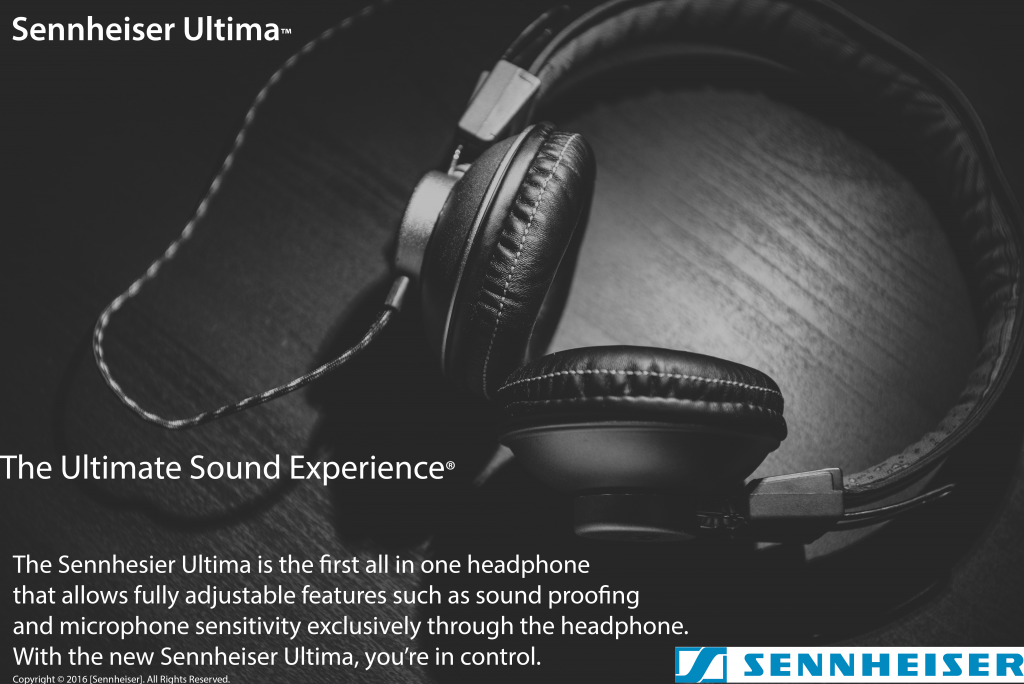 Sennheiser Ultima™
The Ultimate Sound Experience®
The Sennhesier Ultima is the first all in one headphone
that allows fully adjustable features such as sound proofing
and microphone sensitivity exclusively through the headphone.
With the new Sennheiser Ultima, you're in control.
SENNHEISER
Copyright © 2016 [Sennheiser]. All Rights Reserved.